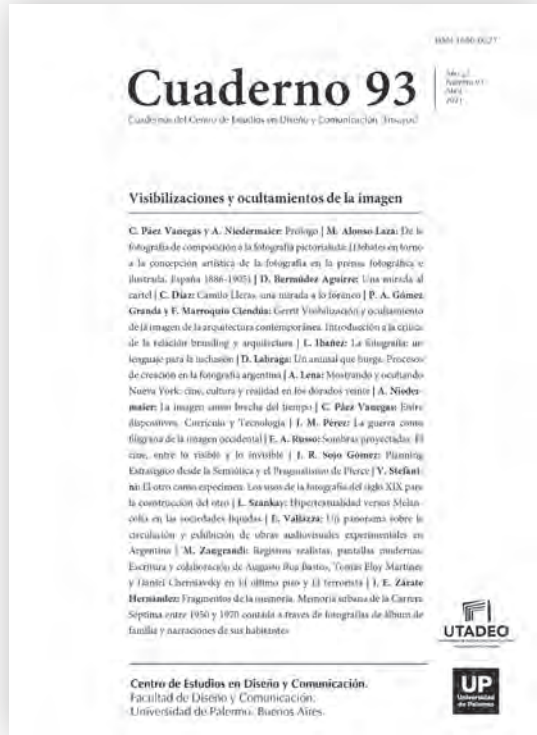 ISSN 1668-0227
Cuaderno 93
Año 21
Número 93
Abril
2021
Cuadernos del Centro de Estudios en Diseño y Comunicación [Ensayos]
Visibilizaciones y ocultamientos de la imagen
C. Páez Vanegas y A. Niedermaier: Prólogo | M. Alonso Laza: De la
fotografía de composición a la fotografía pictorialista: Debates en torno
a la concepción artística de la fotografía en la prensa fotográfica e
ilustrada. España 1886-1905 | D. Bermúdez Aguirre: Una mirada al
cartel | C. Díaz: Camilo Lleras, una mirada a lo foráneo | P. A. Gómez
Granda y F. Marroquín Ciendúa: Gerrit Visibilización y ocultamiento
de la imagen de la arquitectura contemporánea. Introducción a la crítica
de la relación branding y arquitectura | L. Ibáñez: La fotografía: un
lenguaje para la inclusión | D. Labraga: Un animal que hurga. Procesos
de creación en la fotografía argentina | A. Lena: Mostrando y ocultando
Nueva York: cine, cultura y realidad en los dorados veinte | A. Nieder-
maier: La imagen como brecha del tiempo | C. Páez Vanegas: Entre
dispositivos. Currículo y Tecnología | J. M. Pérez: La guerra como
filigrana de la imagen occidental | E. A. Russo: Sombras proyectadas. El
cine, entre lo visible y lo invisible | J. R. Sojo Gómez: Planning
Estratégico desde la Semiótica y el Pragmatismo de Pierce | V. Stefani-
ni: El otro como espécimen. Los usos de la fotografía del siglo XIX para
la construcción del otro | L. Szankay: Hipertextualidad versus Melan-
colía en las sociedades líquidas | E. Vallazza: Un panorama sobre la
circulación y exhibición de obras audiovisuales experimentales en
Argentina | M. Zangrandi: Registros realistas, pantallas modernas.
Escritura y colaboración de Augusto Roa Bastos, Tomás Eloy Martínez
y Daniel Cherniavsky en El último piso y El terrorista | J. E. Zárate
Hernández: Fragmentos de la memoria. Memoria urbana de la Carrera
Séptima entre 1950 y 1970 contada a través de fotografías de álbum de
familia y narraciones de sus habitantes
UTADEO
Centro de Estudios en Diseño y Comunicación.
Facultad de Diseño y Comunicación.
Universidad de Palermo. Buenos Aires.
UP
Universidad
de Palermo